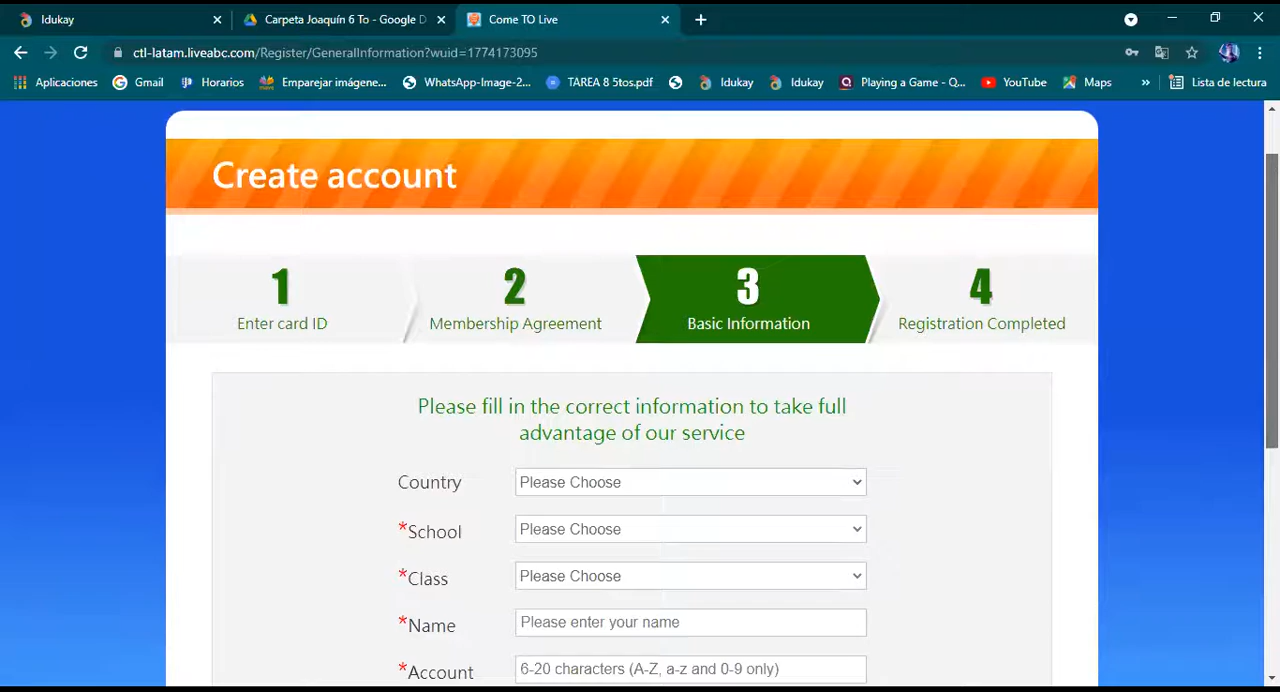 Idukay
Carpeta Joaquín 6 To - Google D
Come TO Live
ctl-latam.liveabc.com/Register/GeneralInformation?wuid=1774173095
Aplicaciones Gmail Horarios Emparejar imágene... WhatsApp-Image-2... TAREA 8 5tos.pdf Idukay Idukay Playing a Game - Q... YouTube Maps » Lista de lectura
Create account
1 2 3 4
Enter card ID Membership Agreement Basic Information Registration Completed
Please fill in the correct information to take full
advantage of our service
Country Please Choose
*School Please Choose
*Class Please Choose
*Name Please enter your name
*Account 6-20 characters (A-Z, a-z and 0-9 only)